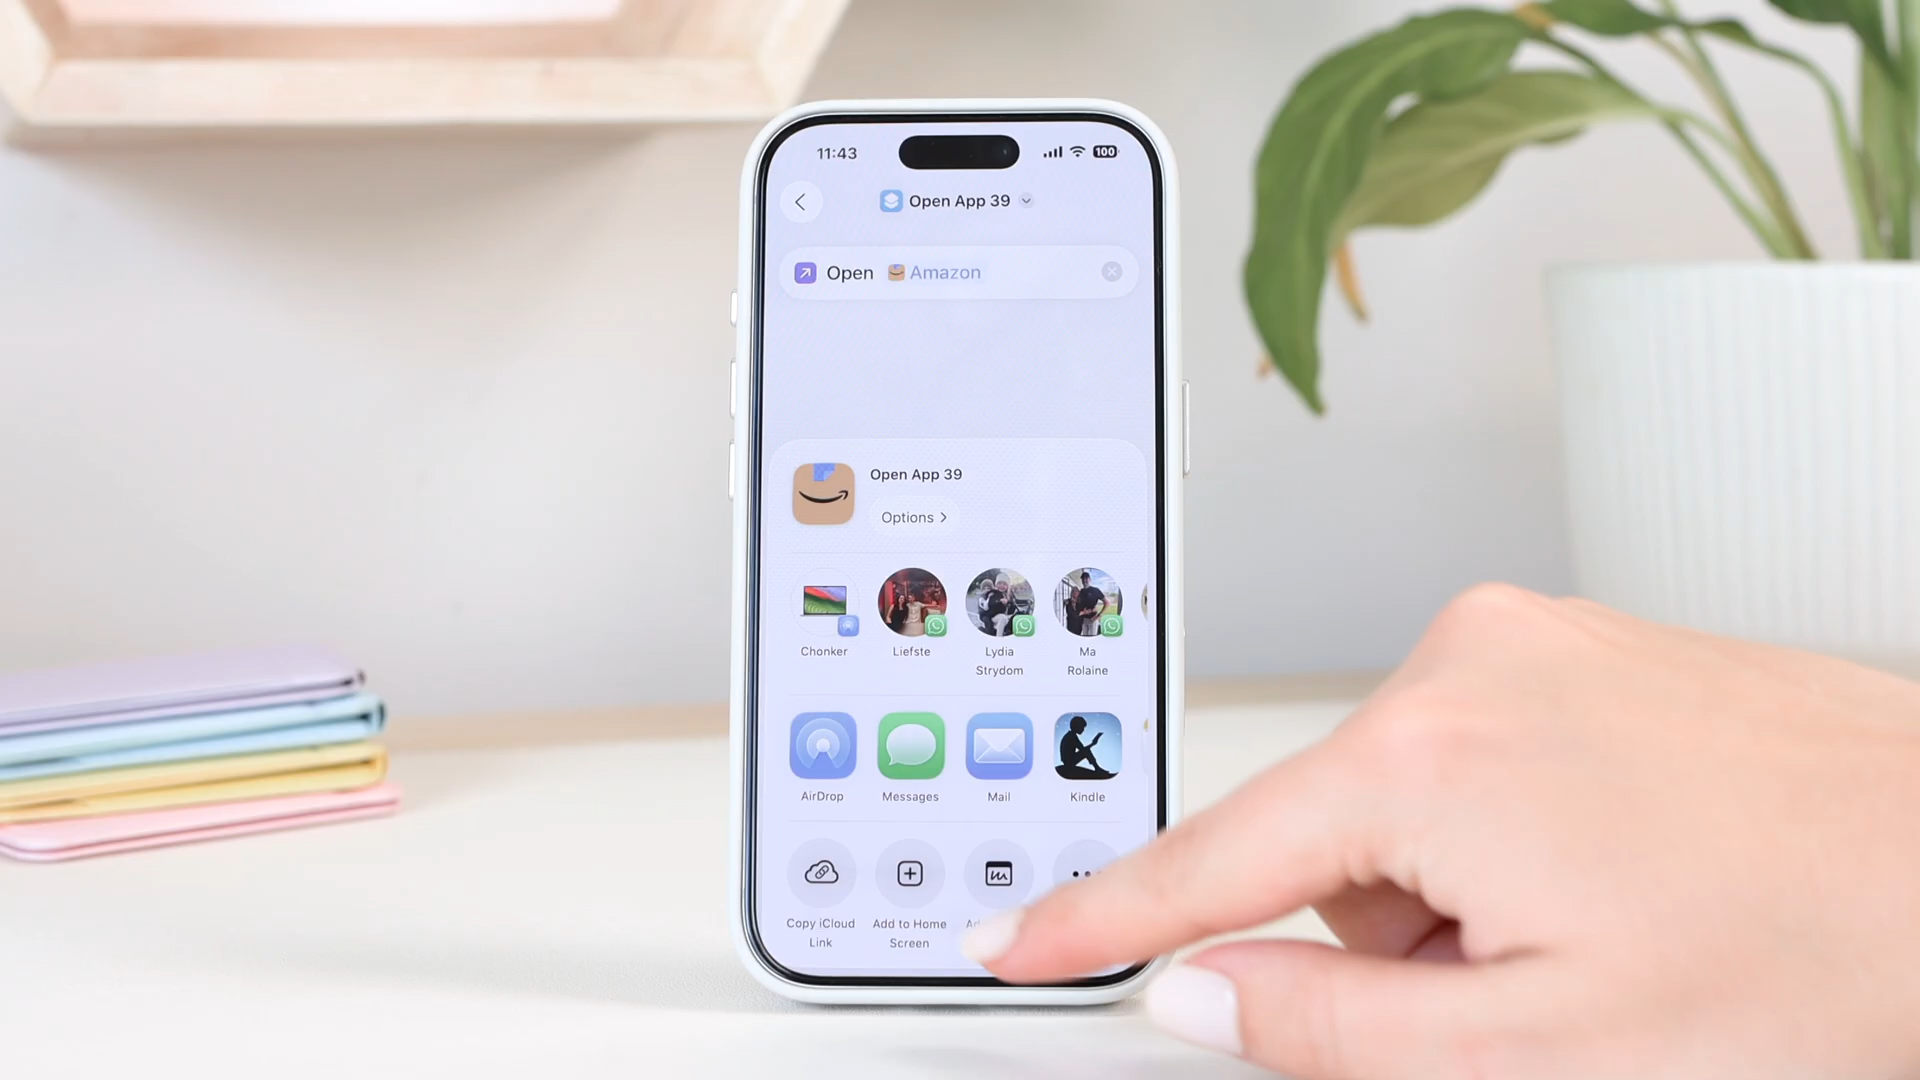 11:43
100
Open App 39
Open Amazon
Open App 39
Options
Chonker
Liefste
Lydia
Strydom
Ma
Rolaine
AirDrop
Messages
Mail
Kindle
Copy iCloud
Link
Add to Home
Screen